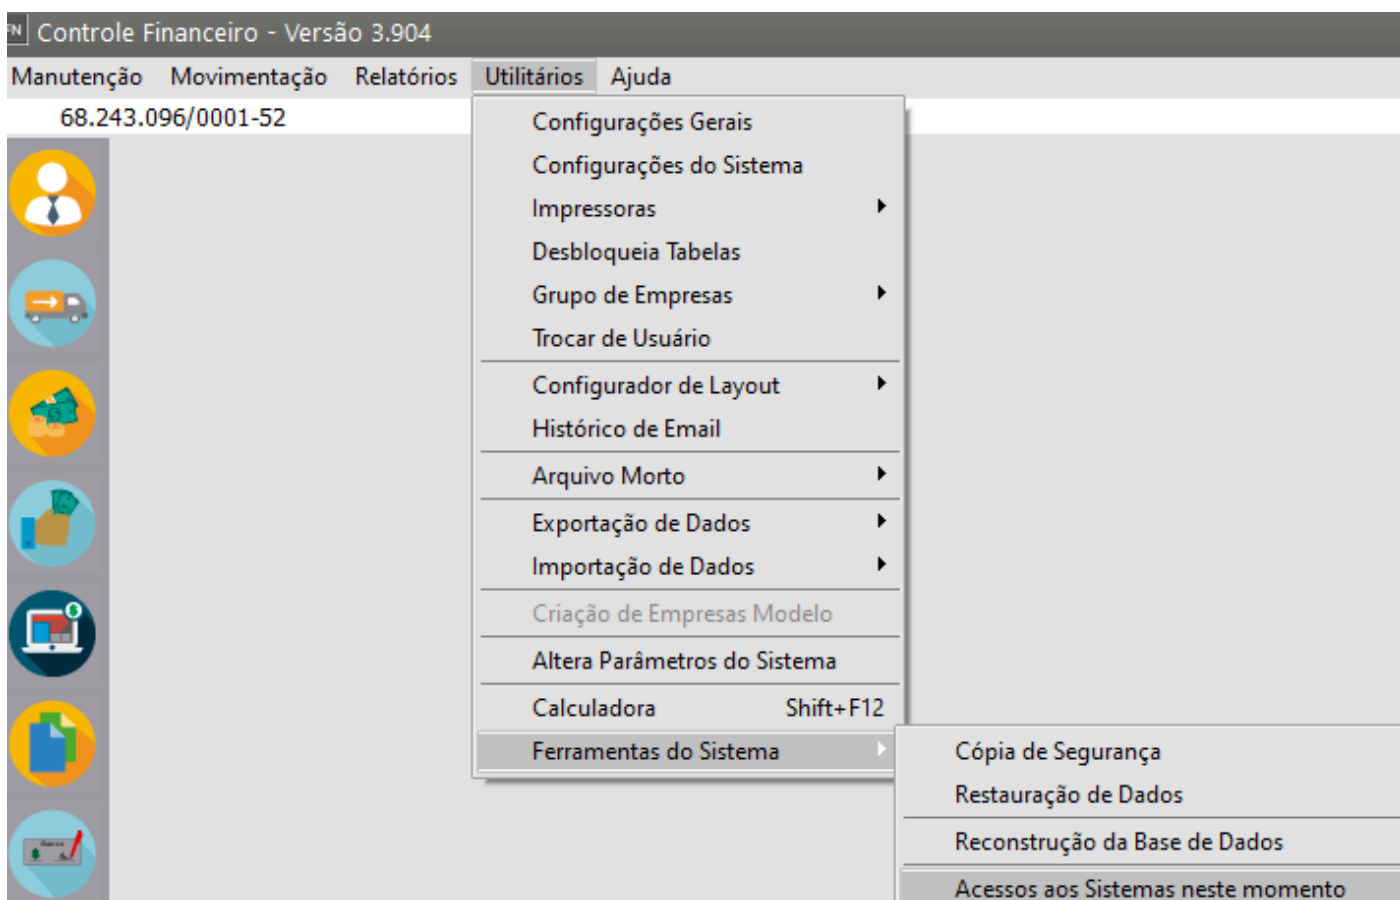 FN Controle Financeiro - Versão 3.904
Manutenção Movimentação Relatórios Utilitários Ajuda
68.243.096/0001-52
Configurações Gerais
Configurações do Sistema
Impressoras
Desbloqueia Tabelas
Grupo de Empresas
Trocar de Usuário
Configurador de Layout
Histórico de Email
Arquivo Morto
Exportação de Dados
Importação de Dados
Criação de Empresas Modelo
Altera Parâmetros do Sistema
Calculadora Shift+F12
Ferramentas do Sistema
Cópia de Segurança
Restauração de Dados
Reconstrução da Base de Dados
Acessos aos Sistemas neste momento